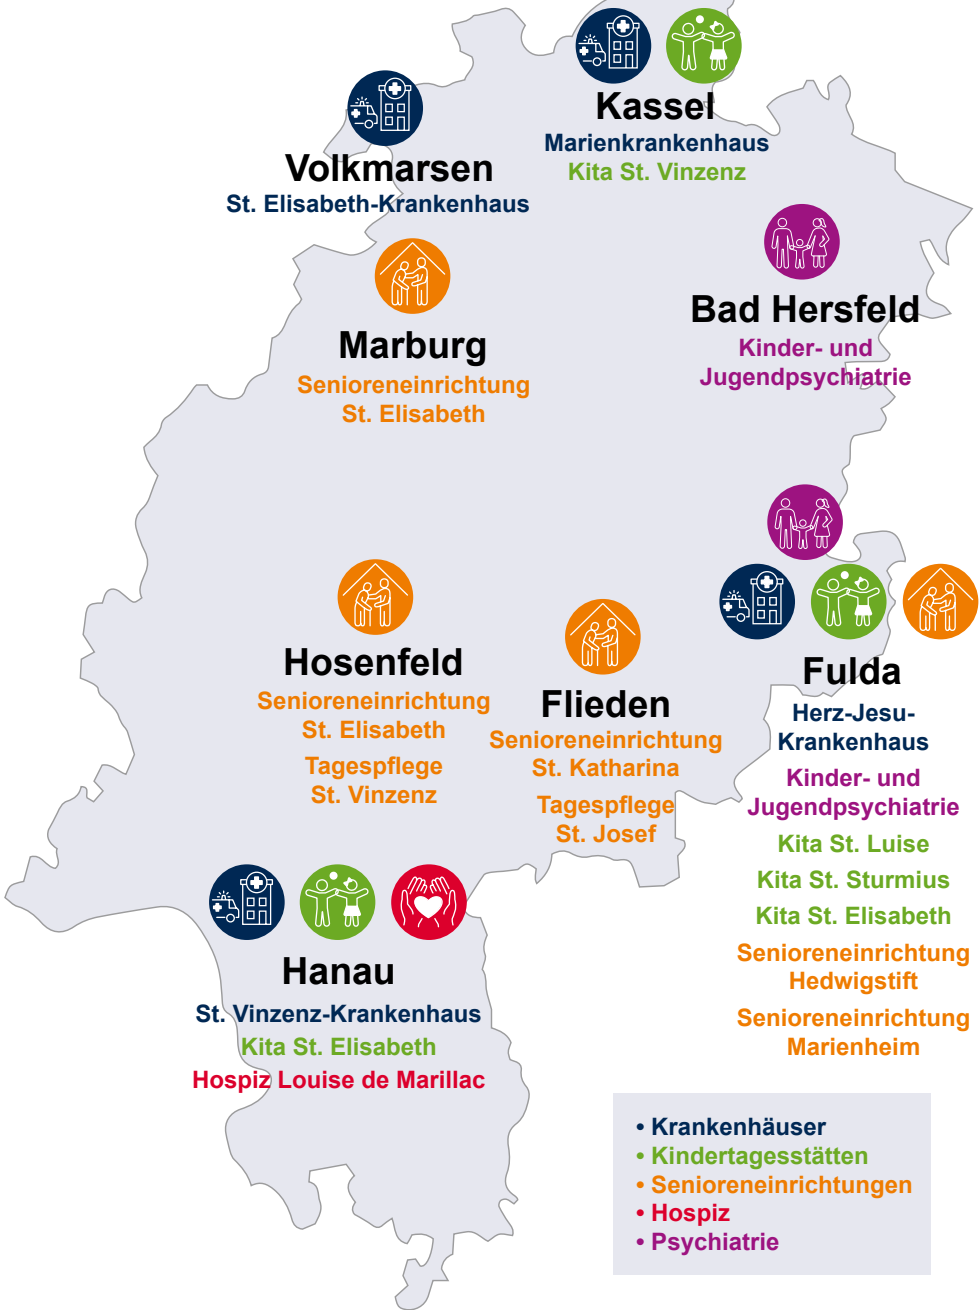 Kassel
Marienkrankenhaus
Kita St. Vinzenz
Volkmarsen
St. Elisabeth-Krankenhaus
Bad Hersfeld
Kinder- und
Jugendpsychiatrie
Marburg
Senioreneinrichtung
St. Elisabeth
Hosenfeld
Senioreneinrichtung
St. Elisabeth
Tagespflege
St. Vinzenz
Flieden
Senioreneinrichtung
St. Katharina
Tagespflege
St. Josef
Fulda
Herz-Jesu-
Krankenhaus
Kinder- und
Jugendpsychiatrie
Kita St. Luise
Kita St. Sturmius
Kita St. Elisabeth
Senioreneinrichtung
Hedwigstift
Senioreneinrichtung
Marienheim
Hanau
St. Vinzenz-Krankenhaus
Kita St. Elisabeth
Hospiz Louise de Marillac
• Krankenhäuser
• Kindertagesstätten
• Senioreneinrichtungen
• Hospiz
• Psychiatrie